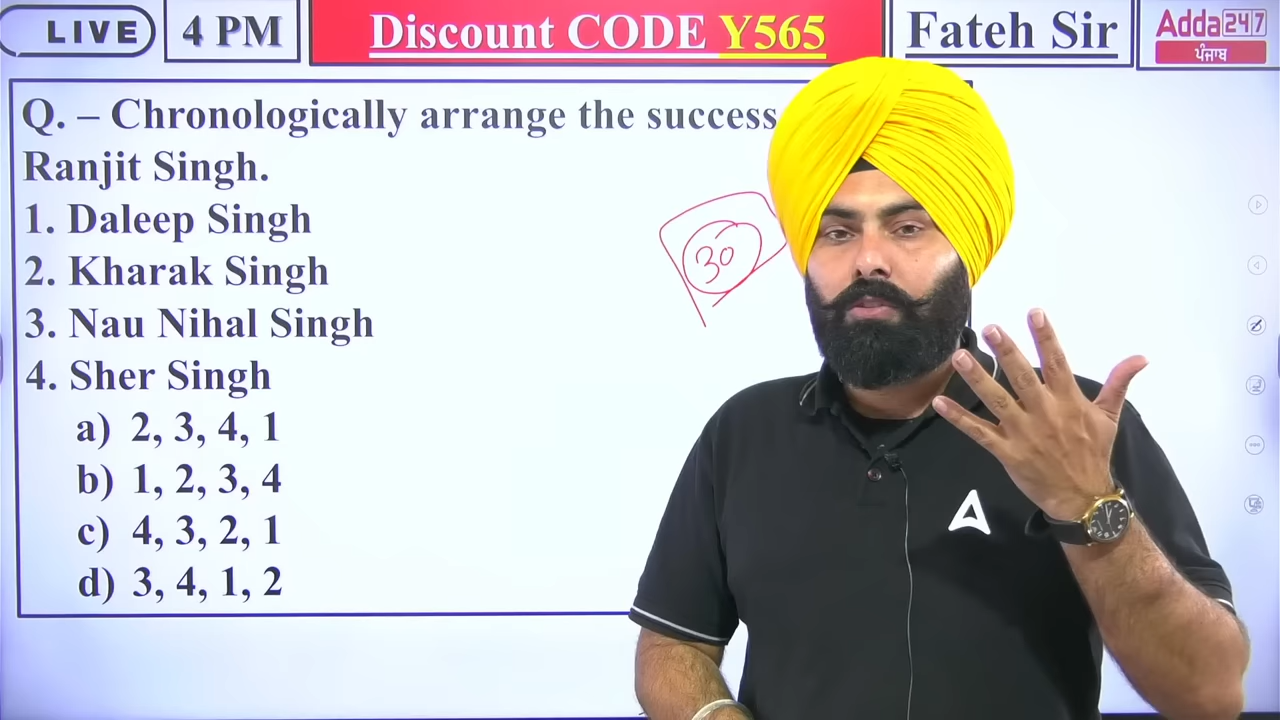 LIVE
4 PM
Discount CODE Y565
Fateh Sir
Adda 247
ਪੰਜਾਬ
Q. – Chronologically arrange the success
Ranjit Singh.
1. Daleep Singh
2. Kharak Singh
3. Nau Nihal Singh
4. Sher Singh
a) 2, 3, 4, 1
b) 1, 2, 3, 4
c) 4, 3, 2, 1
d) 3, 4, 1, 2
30